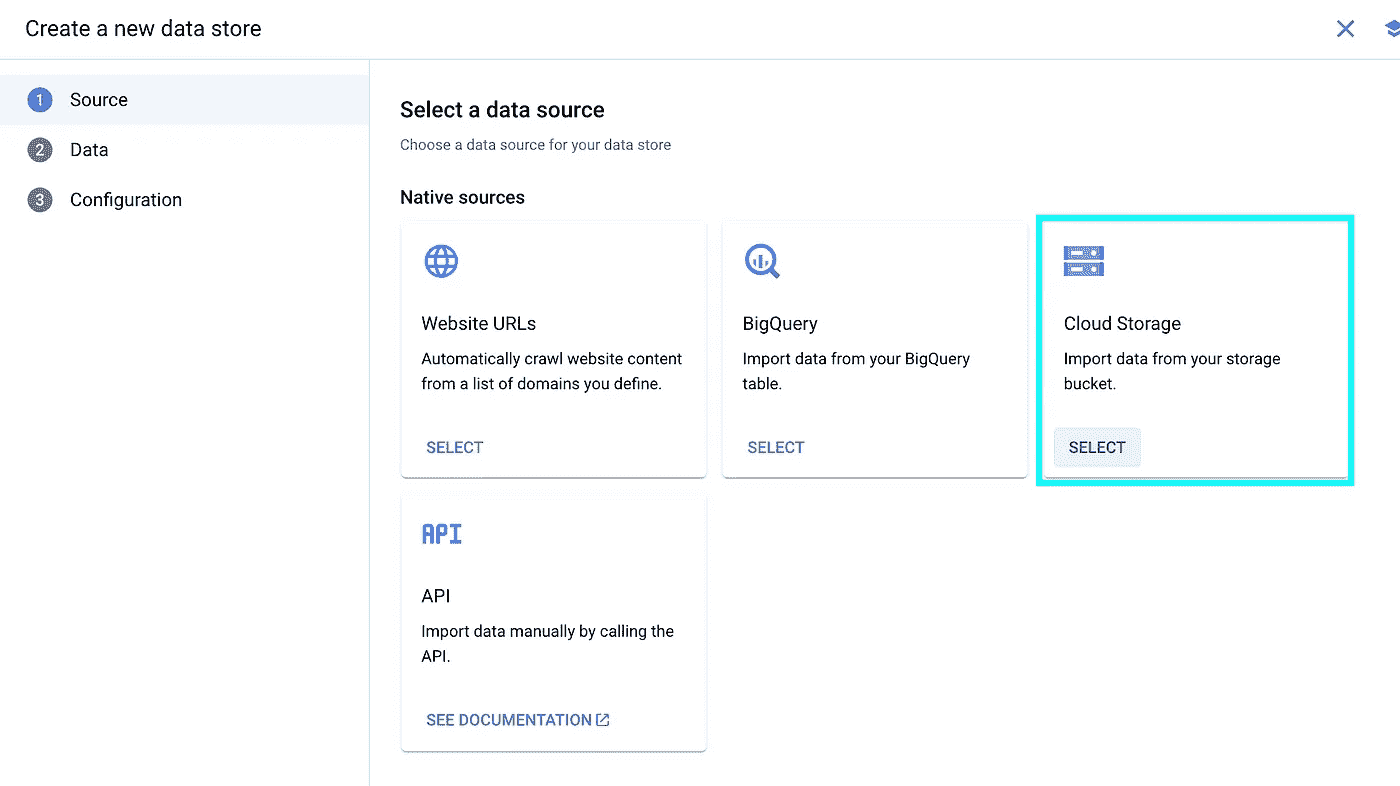 Create a new data store
1 Source
2 Data
3 Configuration
Select a data source
Choose a data source for your data store
Native sources
Website URLs
Automatically crawl website content
from a list of domains you define.
SELECT
BigQuery
Import data from your BigQuery
table.
SELECT
Cloud Storage
Import data from your storage
bucket.
SELECT
API
API
Import data manually by calling the
API.
SEE DOCUMENTATION